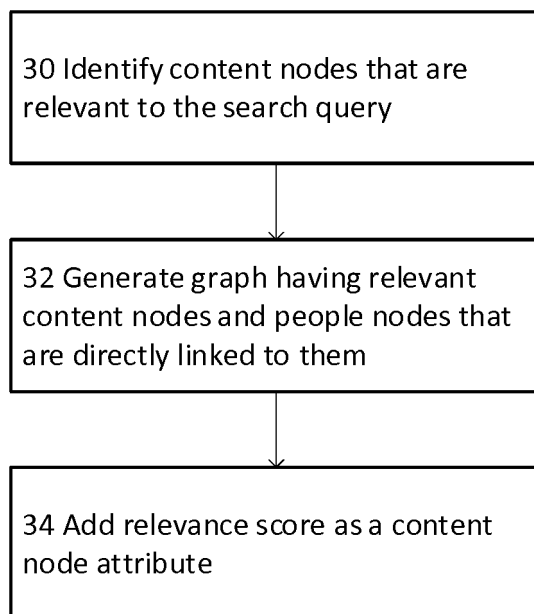 30 Identify content nodes that are
relevant to the search query
32 Generate graph having relevant
content nodes and people nodes that
are directly linked to them
34 Add relevance score as a content
node attribute